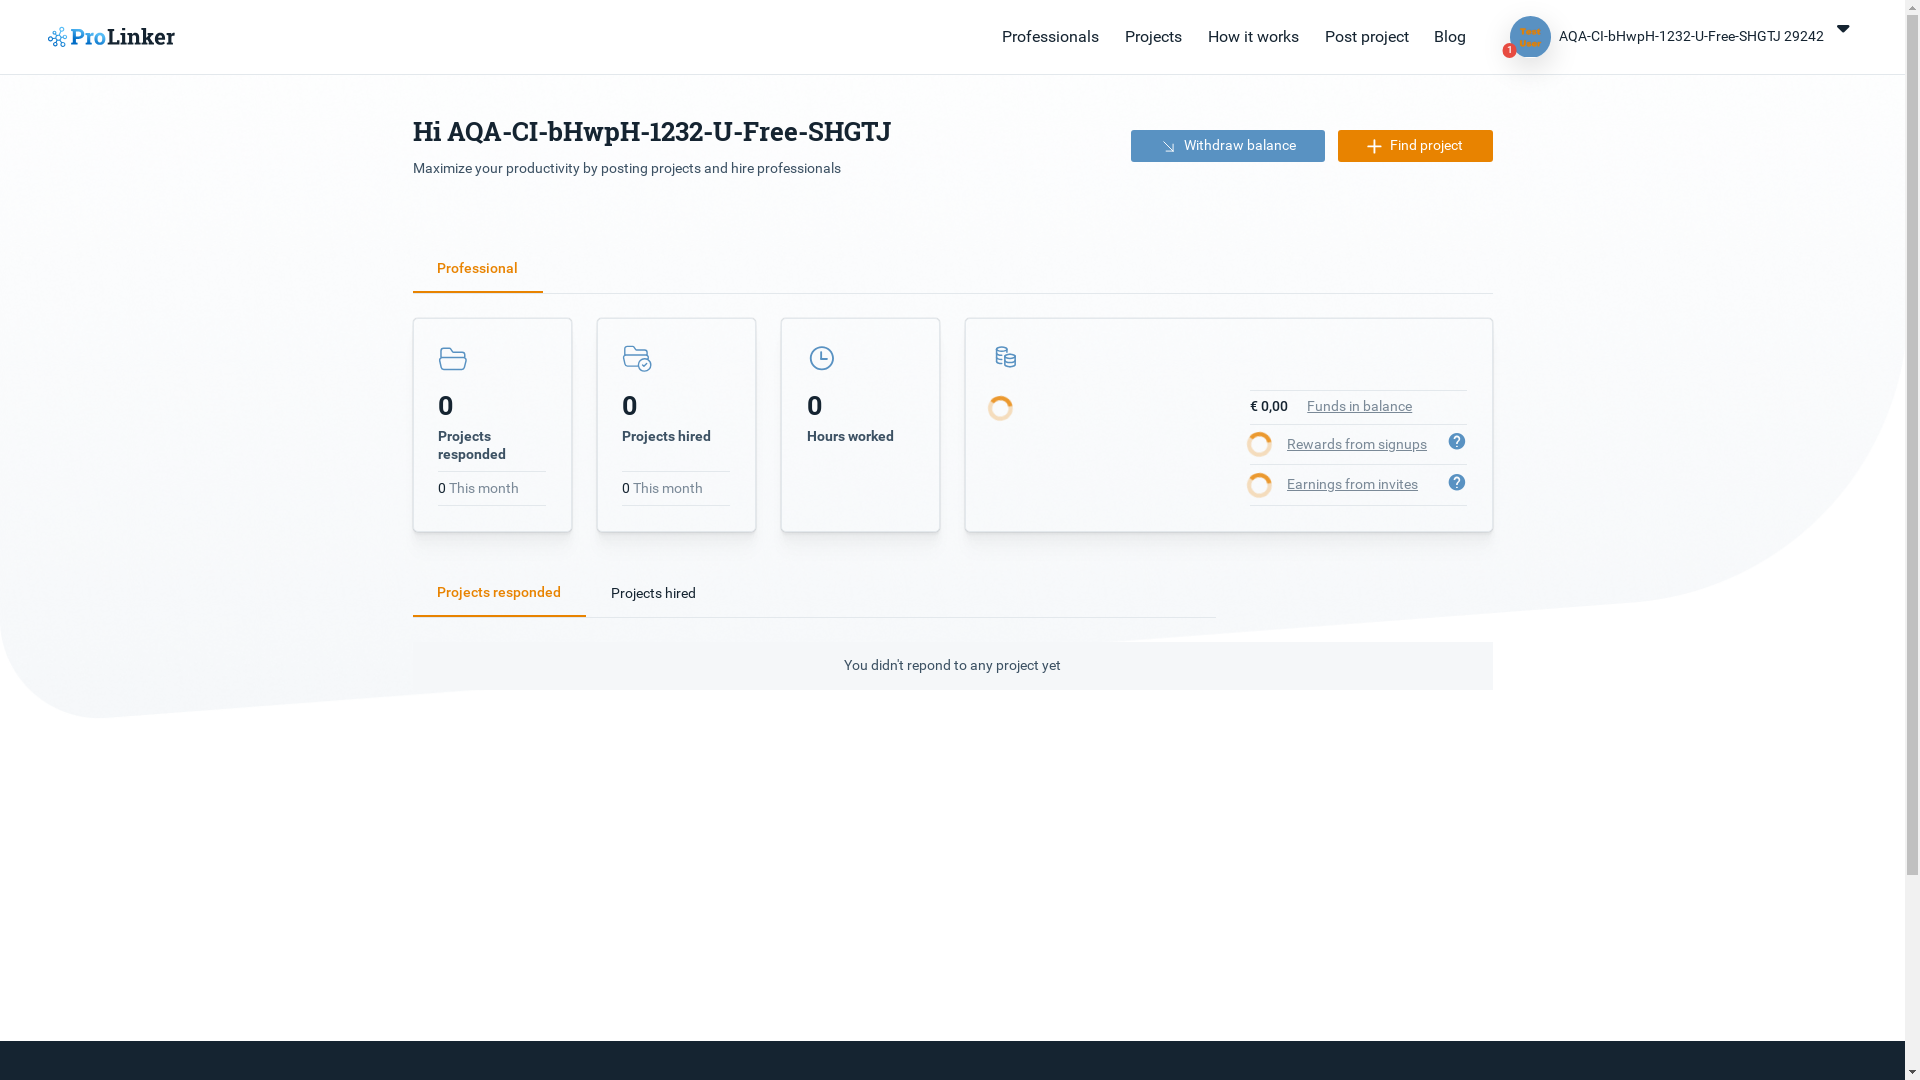 ProLinker
Professionals
Projects
How it works
Post project
Blog
Test
User
1
AQA-CI-bHwpH-1232-U-Free-SHGTJ 29242
Hi AQA-CI-bHwpH-1232-U-Free-SHGTJ
Maximize your productivity by posting projects and hire professionals
Withdraw balance
Find project
Professional
0
Projects
responded
0 This month
0
Projects hired
0 This month
0
Hours worked
€ 0,00 Funds in balance
Rewards from signups ?
Earnings from invites ?
Projects responded
Projects hired
You didn't repond to any project yet